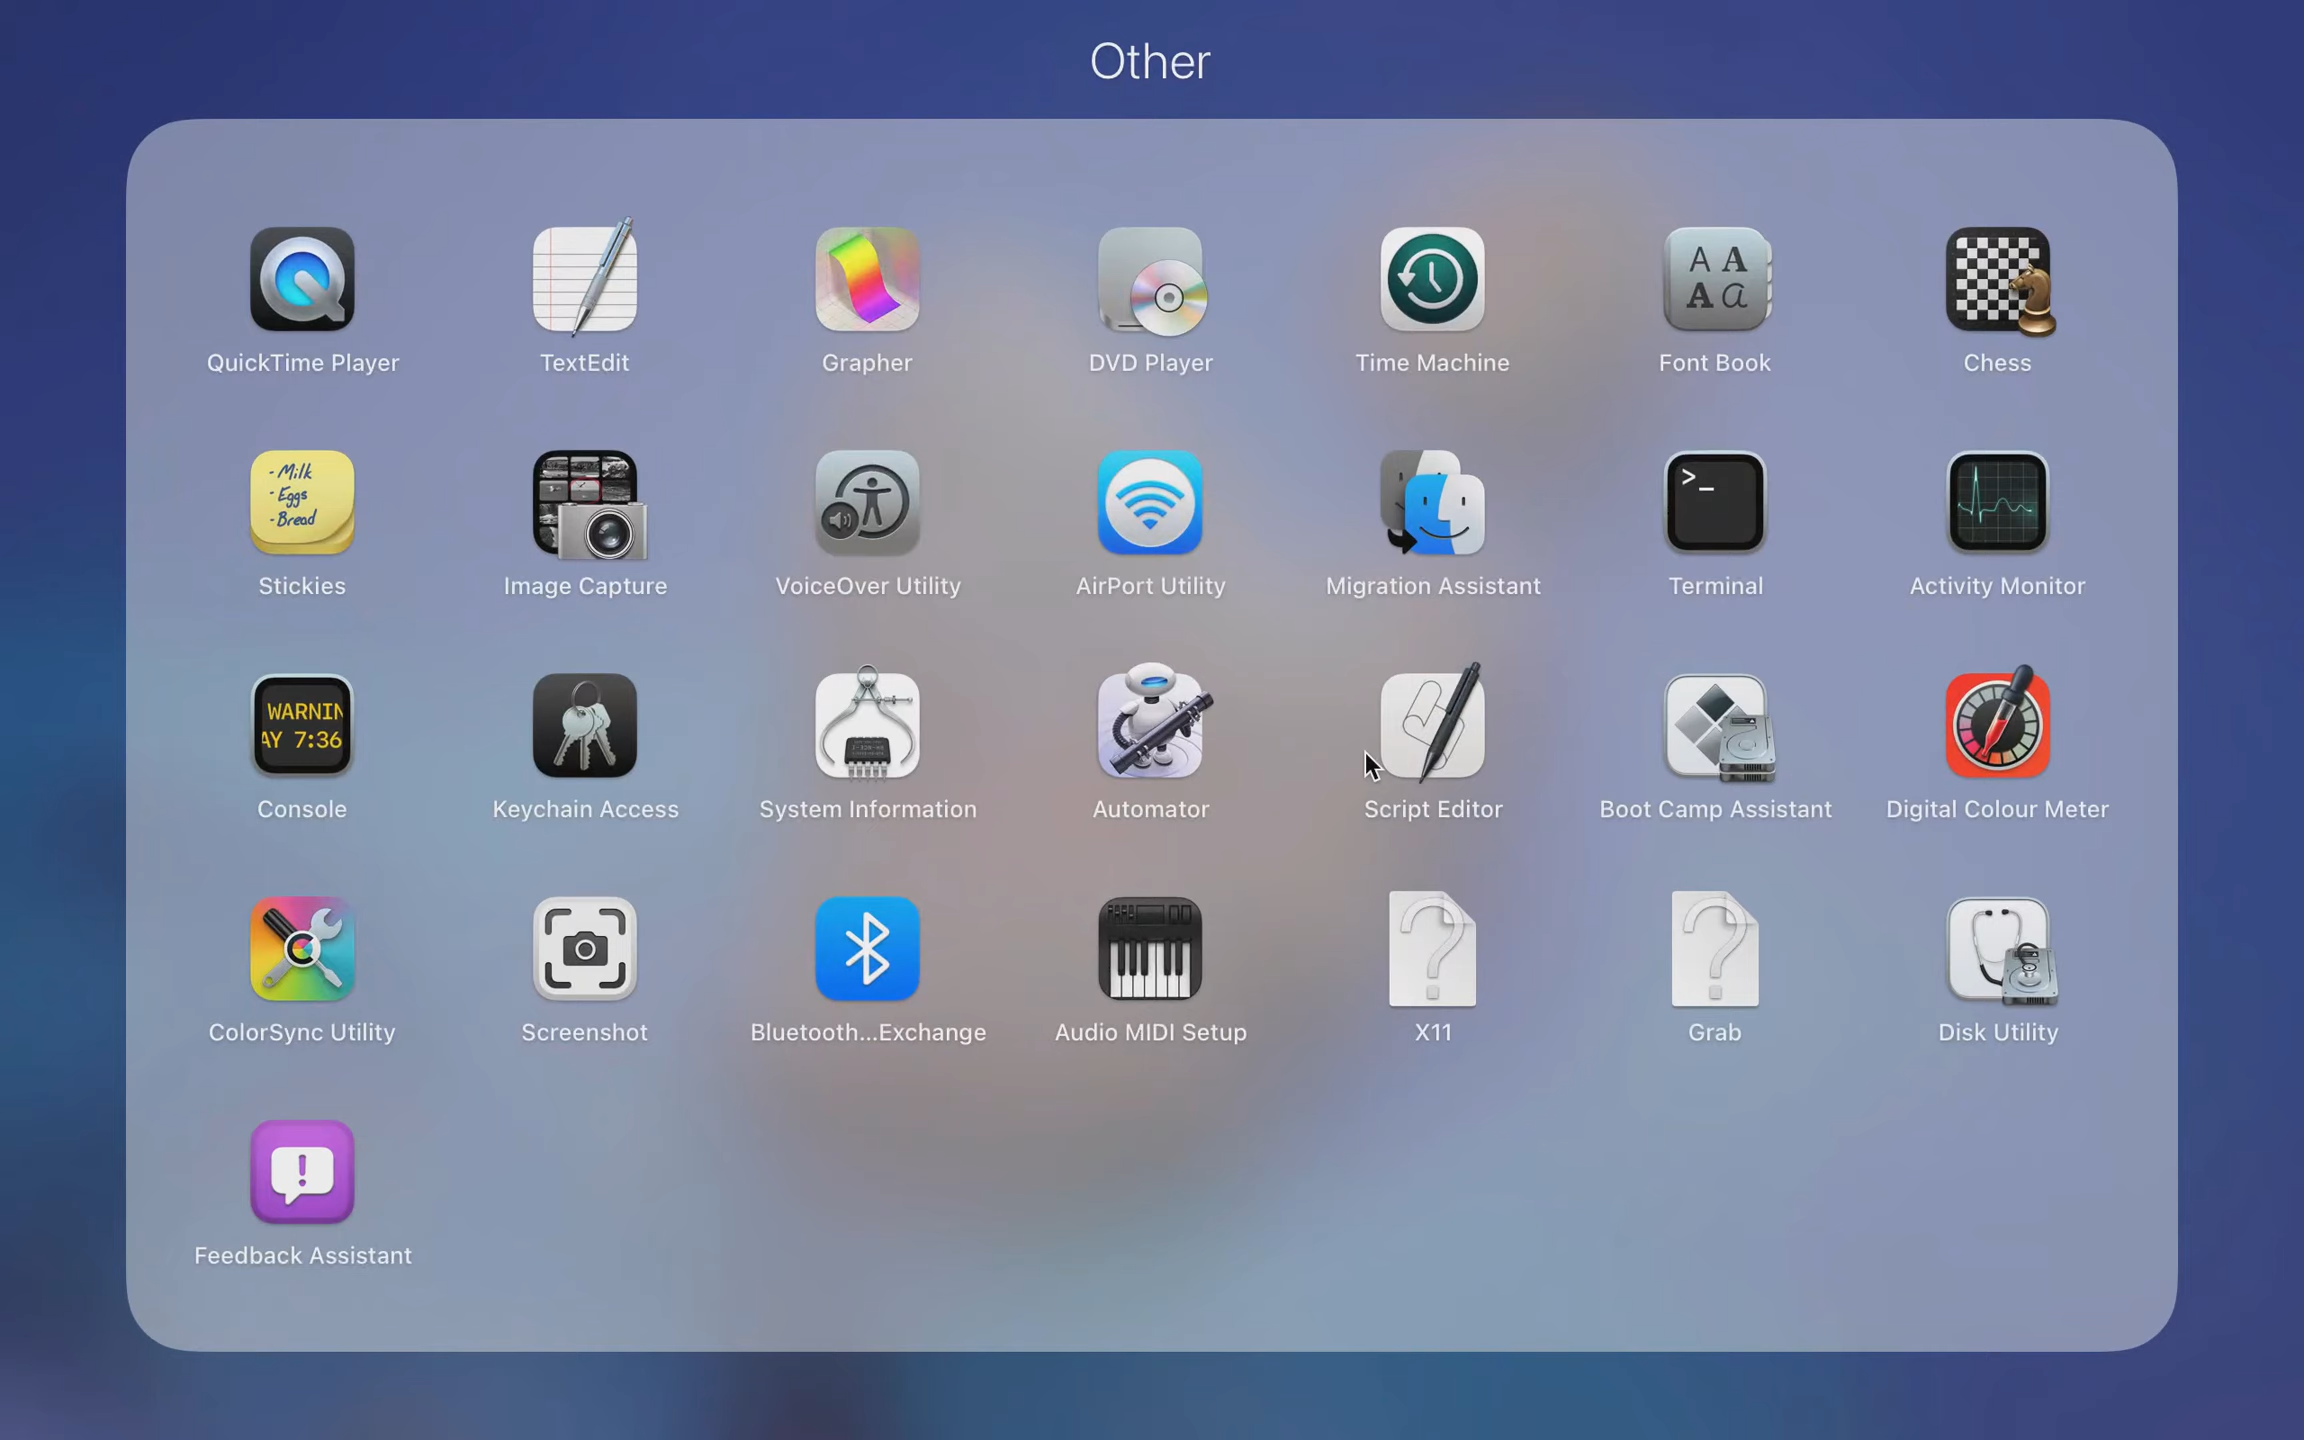 Other
QuickTime Player
TextEdit
Grapher
DVD Player
Time Machine
A A
A a
Font Book
Chess
- Milk
- Eggs
- Bread
Stickies
Image Capture
VoiceOver Utility
AirPort Utility
Migration Assistant
>_
Terminal
Activity Monitor
WARNIN
AY 7:36
Console
Keychain Access
System Information
Automator
Script Editor
Boot Camp Assistant
Digital Colour Meter
ColorSync Utility
Screenshot
Bluetooth...Exchange
Audio MIDI Setup
?
X11
?
Grab
Disk Utility
!
Feedback Assistant